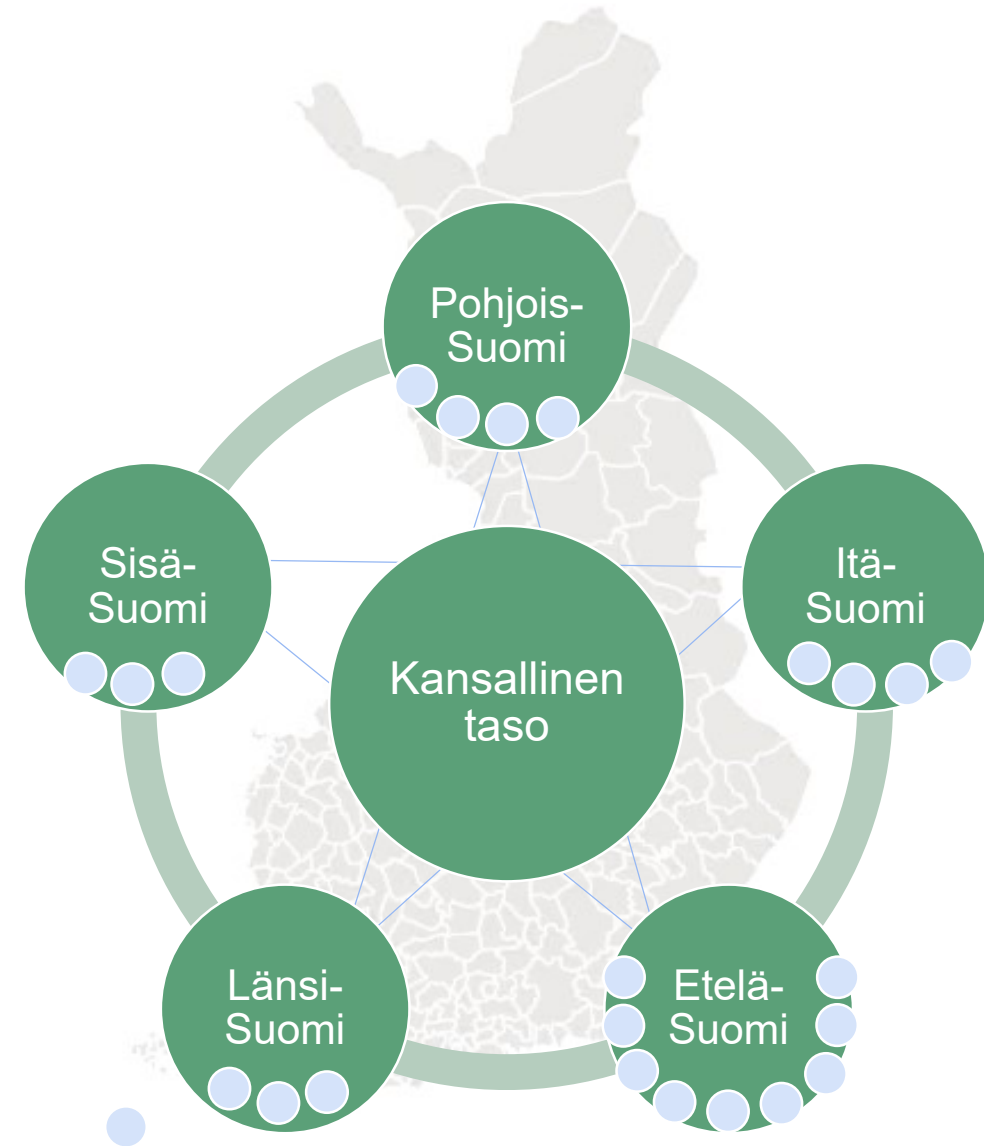 Pohjois-
Suomi
Sisä-
Suomi
Itä-
Suomi
Kansallinen
taso
Länsi-
Suomi
Etelä-
Suomi